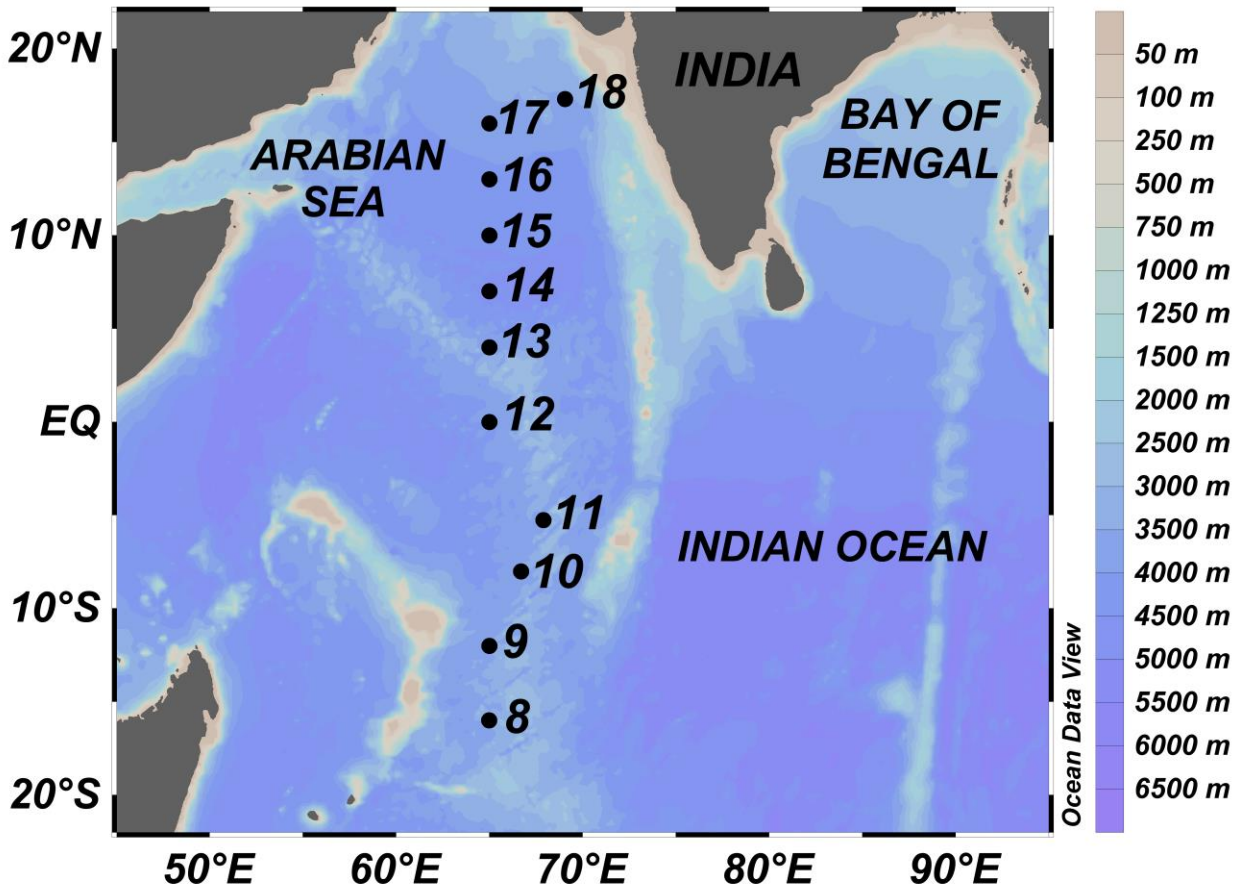 20°N
10°N
EQ
10°S
20°S
50°E
60°E
70°E
80°E
90°E
INDIA
BAY OF
BENGAL
ARABIAN
SEA
INDIAN OCEAN
18
17
16
15
14
13
12
11
10
9
8
Ocean Data View
50 m
100 m
250 m
500 m
750 m
1000 m
1250 m
1500 m
2000 m
2500 m
3000 m
3500 m
4000 m
4500 m
5000 m
5500 m
6000 m
6500 m